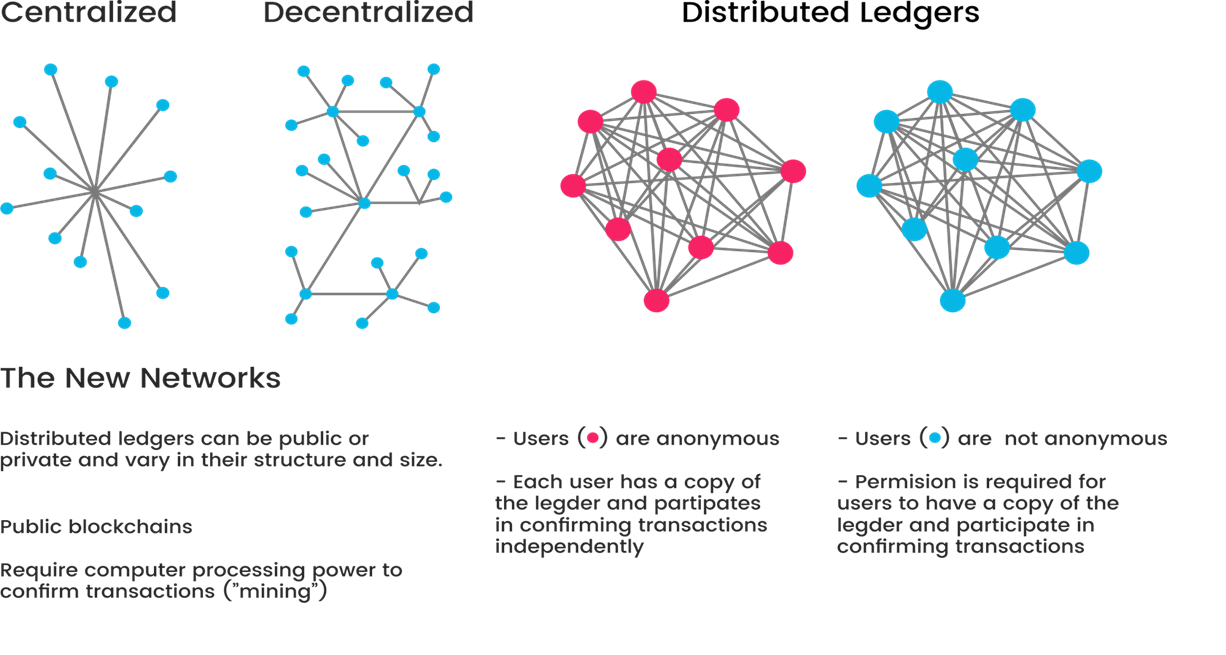 Centralized
Decentralized
Distributed Ledgers
The New Networks
Distributed ledgers can be public or
private and vary in their structure and size.
Public blockchains
Require computer processing power to
confirm transactions (”mining”)
- Users ( ) are anonymous
- Each user has a copy of
the legder and partipates
in confirming transactions
independently
- Users ( ) are not anonymous
- Permision is required for
users to have a copy of the
legder and participate in
confirming transactions